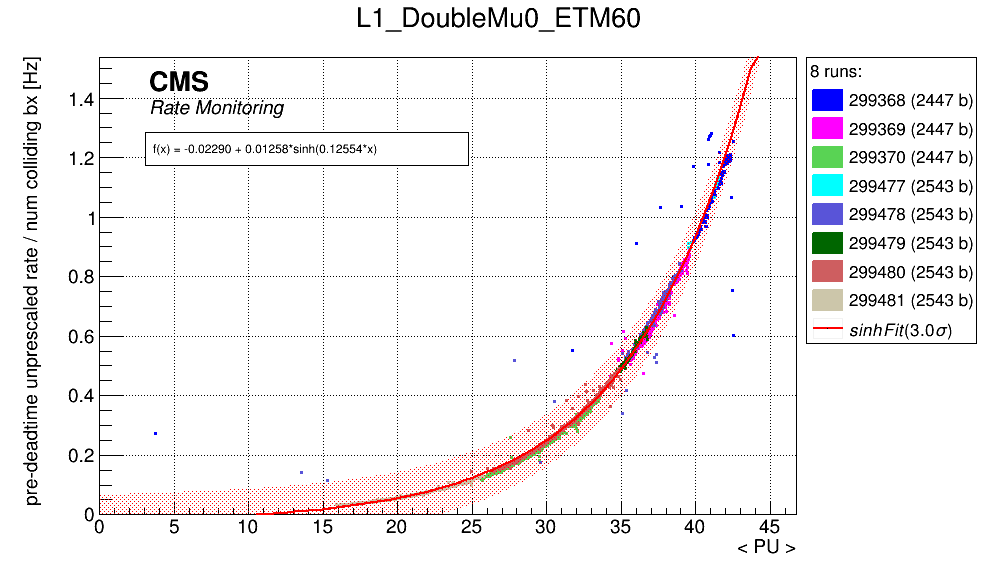 L1_DoubleMu0_ETM60
pre-deadtime unprescaled rate / num colliding bx [Hz]
CMS
Rate Monitoring
f(x) = -0.02290 + 0.01258*sinh(0.12554*x)
1.4
1.2
1
0.8
0.6
0.4
0.2
0
0 5 10 15 20 25 30 35 40 45
< PU >
8 runs:
299368 (2447 b)
299369 (2447 b)
299370 (2447 b)
299477 (2543 b)
299478 (2543 b)
299479 (2543 b)
299480 (2543 b)
299481 (2543 b)
sinhFit(3.0σ)